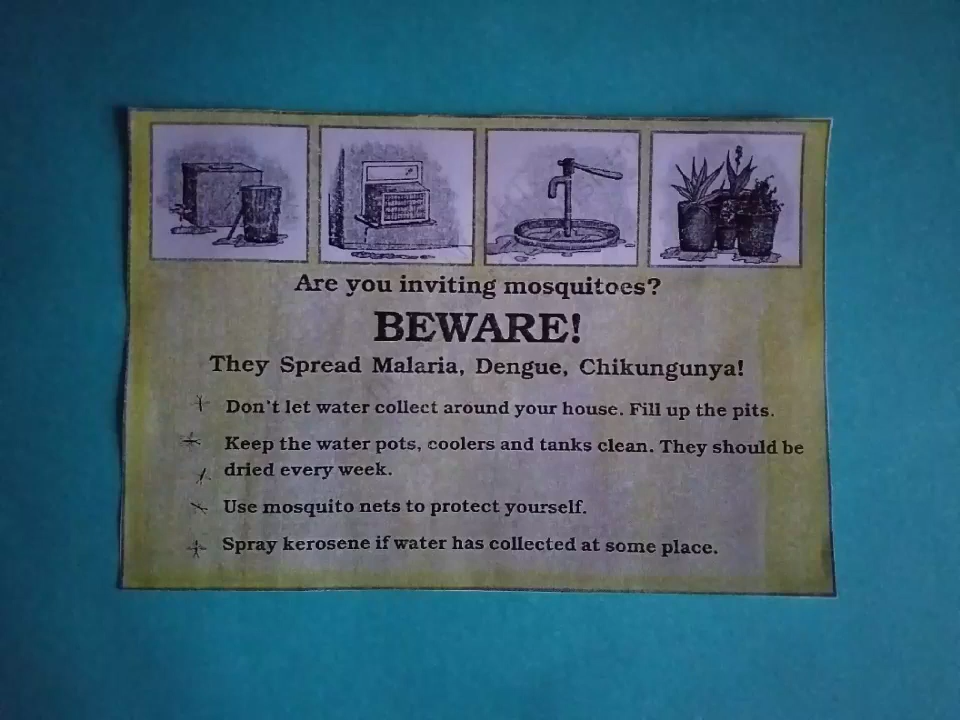 Are you inviting mosquitoes?
BEWARE!
They Spread Malaria, Dengue, Chikungunya!
Don't let water collect around your house. Fill up the pits.
Keep the water pots, coolers and tanks clean. They should be
dried every week.
Use mosquito nets to protect yourself.
Spray kerosene if water has collected at some place.